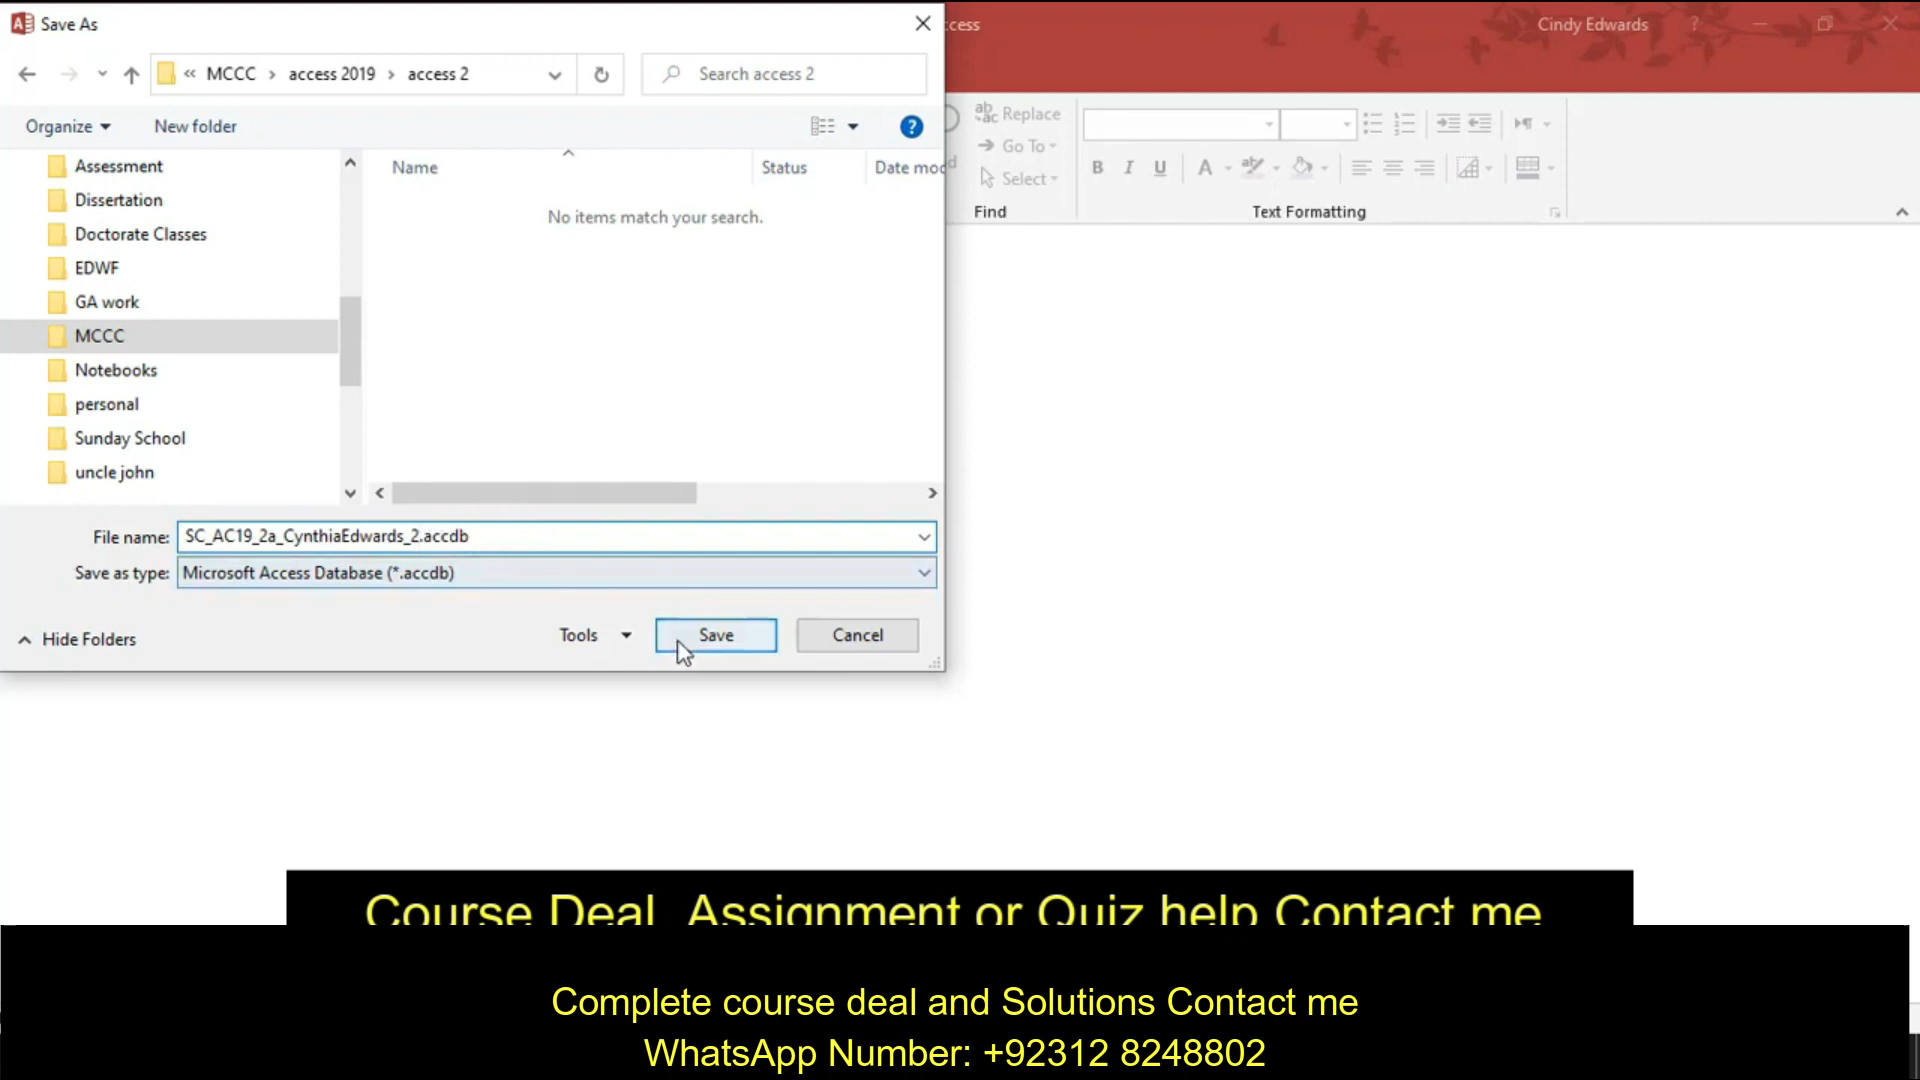 Save As
ccess
Cindy Edwards
?
« MCCC › access 2019 › access 2
Search access 2
Organize
New folder
?
Replace
Go To
Select
Find
B I U A
Text Formatting
Assessment
Dissertation
Doctorate Classes
EDWF
GA work
MCCC
Notebooks
personal
Sunday School
uncle john
Name
Status
Date mod
No items match your search.
File name: SC_AC19_2a_CynthiaEdwards_2.accdb
Save as type: Microsoft Access Database (*.accdb)
Hide Folders
Tools
Save
Cancel
Course Deal, Assignment or Quiz help Contact me
Complete course deal and Solutions Contact me
WhatsApp Number: +92312 8248802